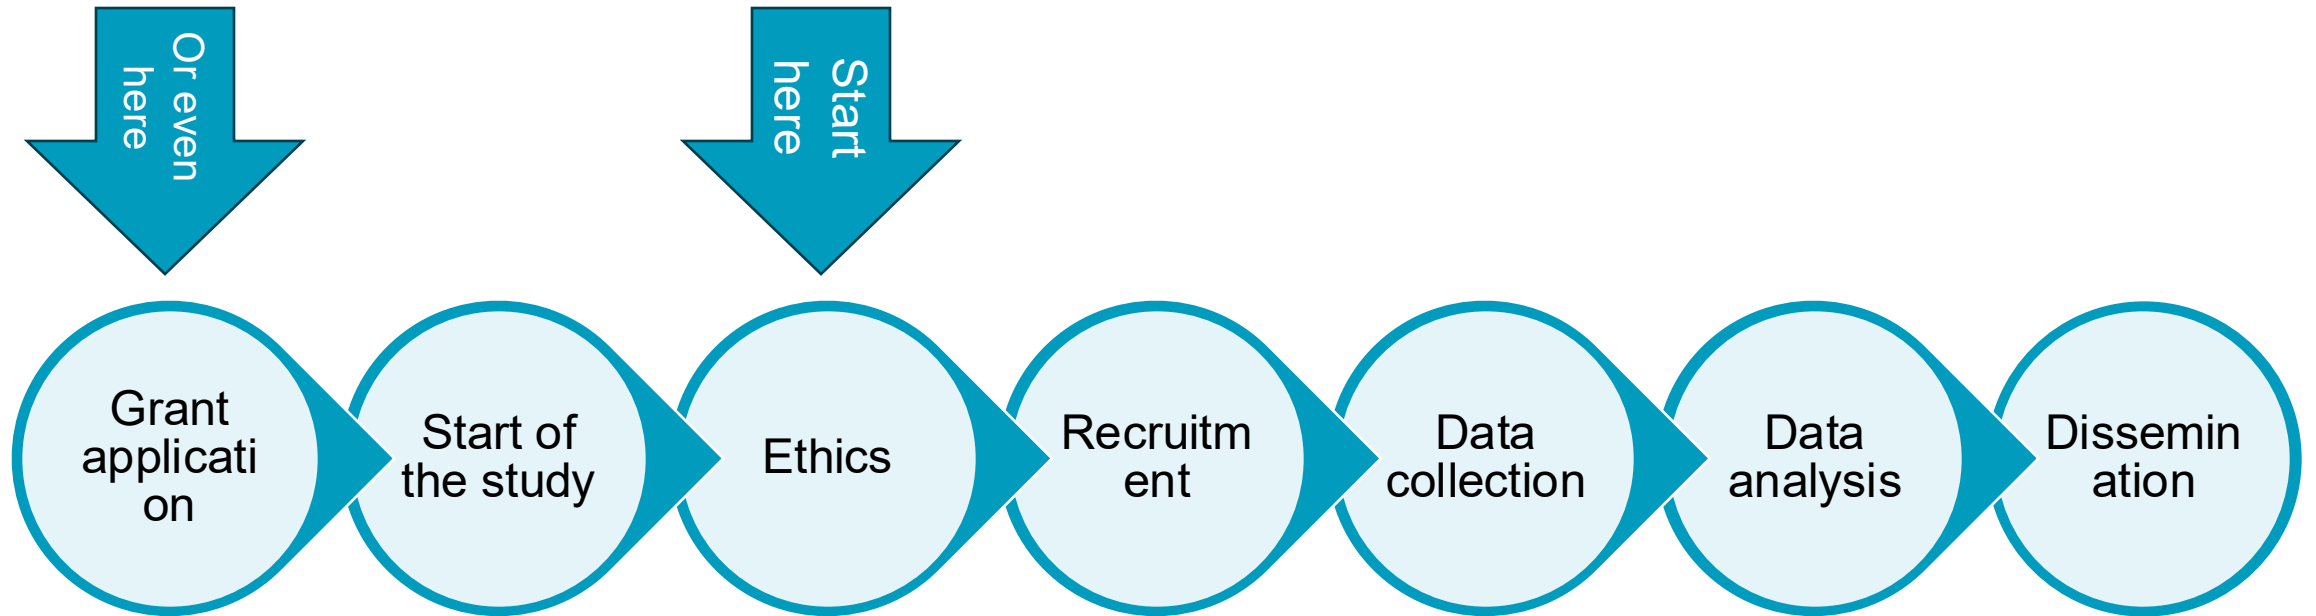 Or even
here
Start
here
Grant
applicati
on
Start of
the study
Ethics
Recruitm
ent
Data
collection
Data
analysis
Dissemin
ation